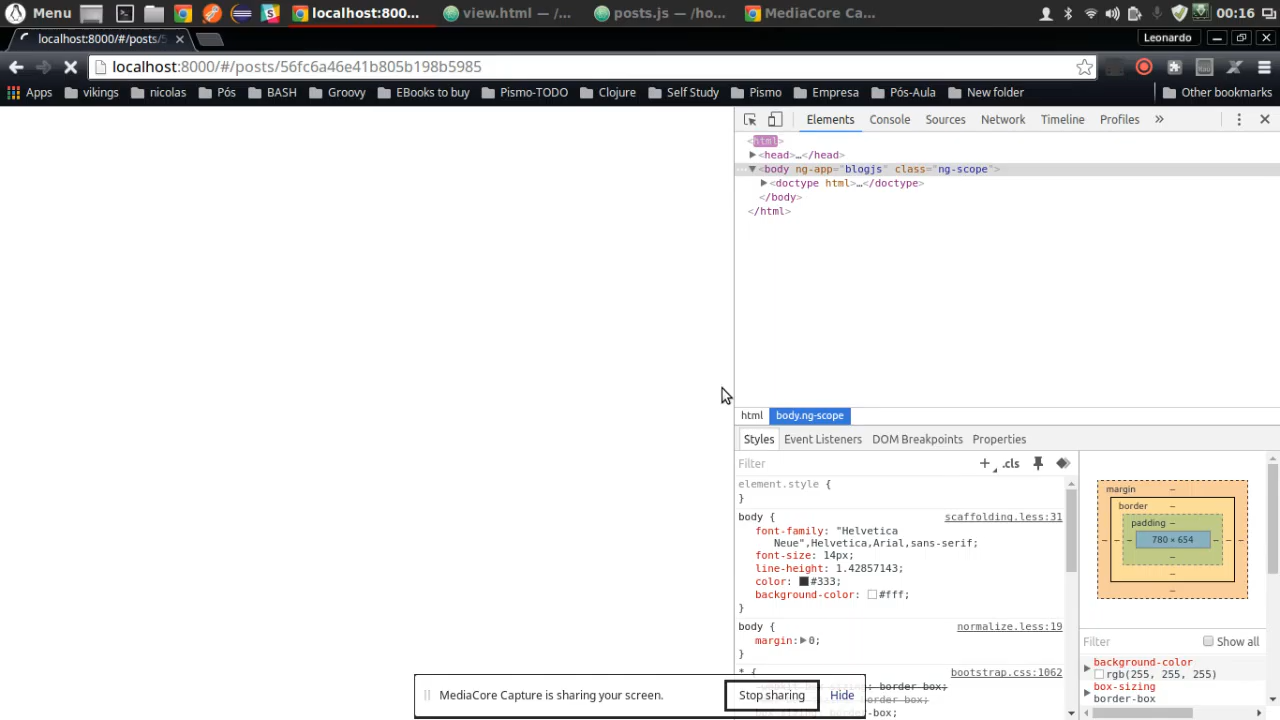 Menu localhost:800... view.html — /... posts.js — /ho... MediaCore Ca... 00:16
localhost:8000/#/posts/5 Leonardo
localhost:8000/#/posts/56fc6a46e41b805b198b5985
Apps vikings nicolas Pós BASH Groovy EBooks to buy Pismo-TODO Clojure Self Study Pismo Empresa Pós-Aula New folder Other bookmarks
Elements Console Sources Network Timeline Profiles »
<html>
▶<head>…</head>
…▼<body ng-app="blogjs" class="ng-scope">
▶<doctype html>…</doctype>
</body>
</html>
html body.ng-scope
Styles Event Listeners DOM Breakpoints Properties
Filter + .cls
element.style {
}
body { scaffolding.less:31
font-family: "Helvetica
Neue",Helvetica,Arial,sans-serif;
font-size: 14px;
line-height: 1.42857143;
color: #333;
background-color: #fff;
}
body { normalize.less:19
margin:▶0;
}
* { bootstrap.css:1062
border-box;
border-box;
border-box;
margin –
border –
padding –
– – – 780 × 654 – – –
–
–
–
Filter Show all
▶ background-color
rgb(255, 255, 255)
▶ box-sizing
border-box
MediaCore Capture is sharing your screen. Stop sharing Hide